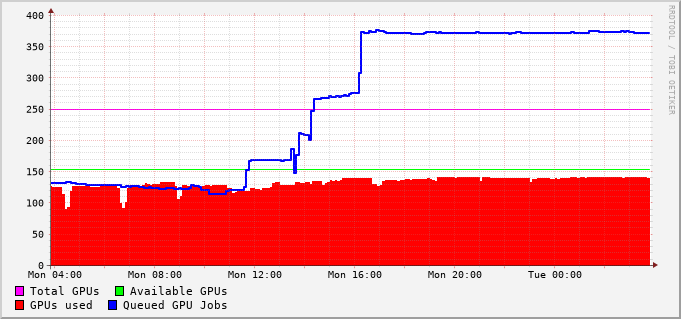 400
350
300
250
200
150
100
50
0
Mon 04:00 Mon 08:00 Mon 12:00 Mon 16:00 Mon 20:00 Tue 00:00
Total GPUs Available GPUs
GPUs used Queued GPU Jobs
RRDTOOL / TOBI OETIKER